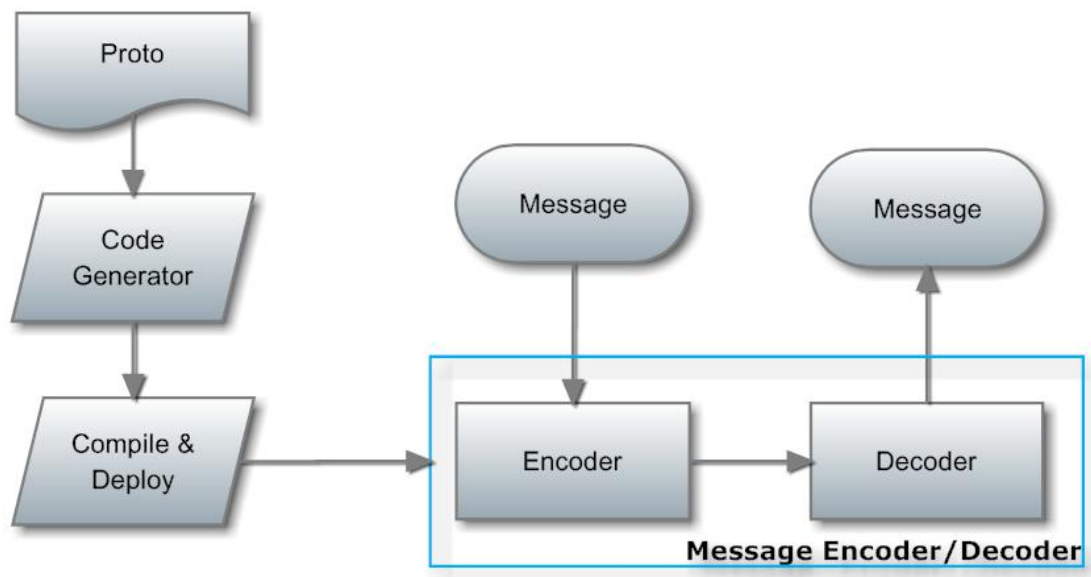 Proto
Code
Generator
Message
Message
Compile &
Deploy
Encoder
Decoder
Message Encoder/Decoder